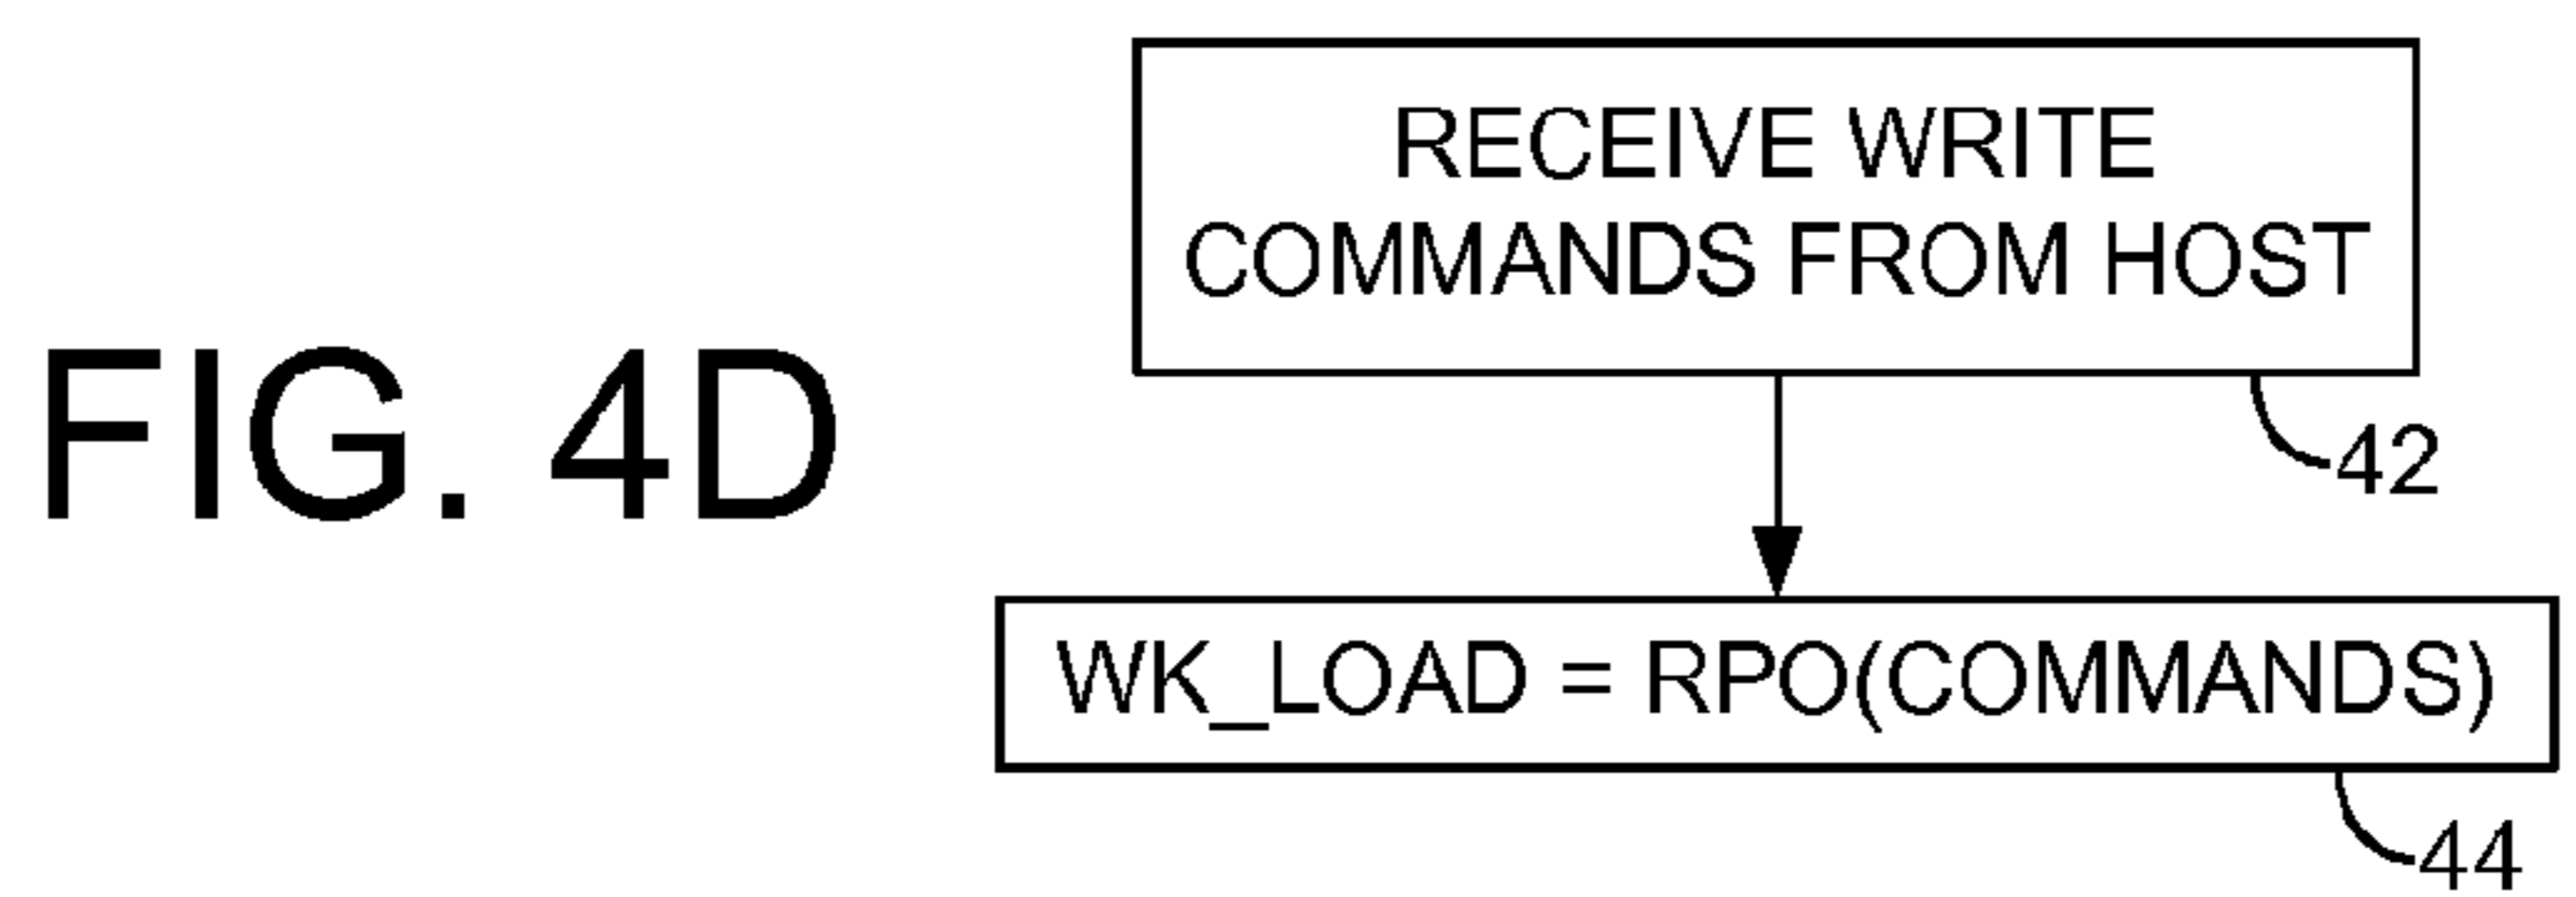 FIG. 4D
RECEIVE WRITE
COMMANDS FROM HOST
42
WK_LOAD = RPO(COMMANDS)
44